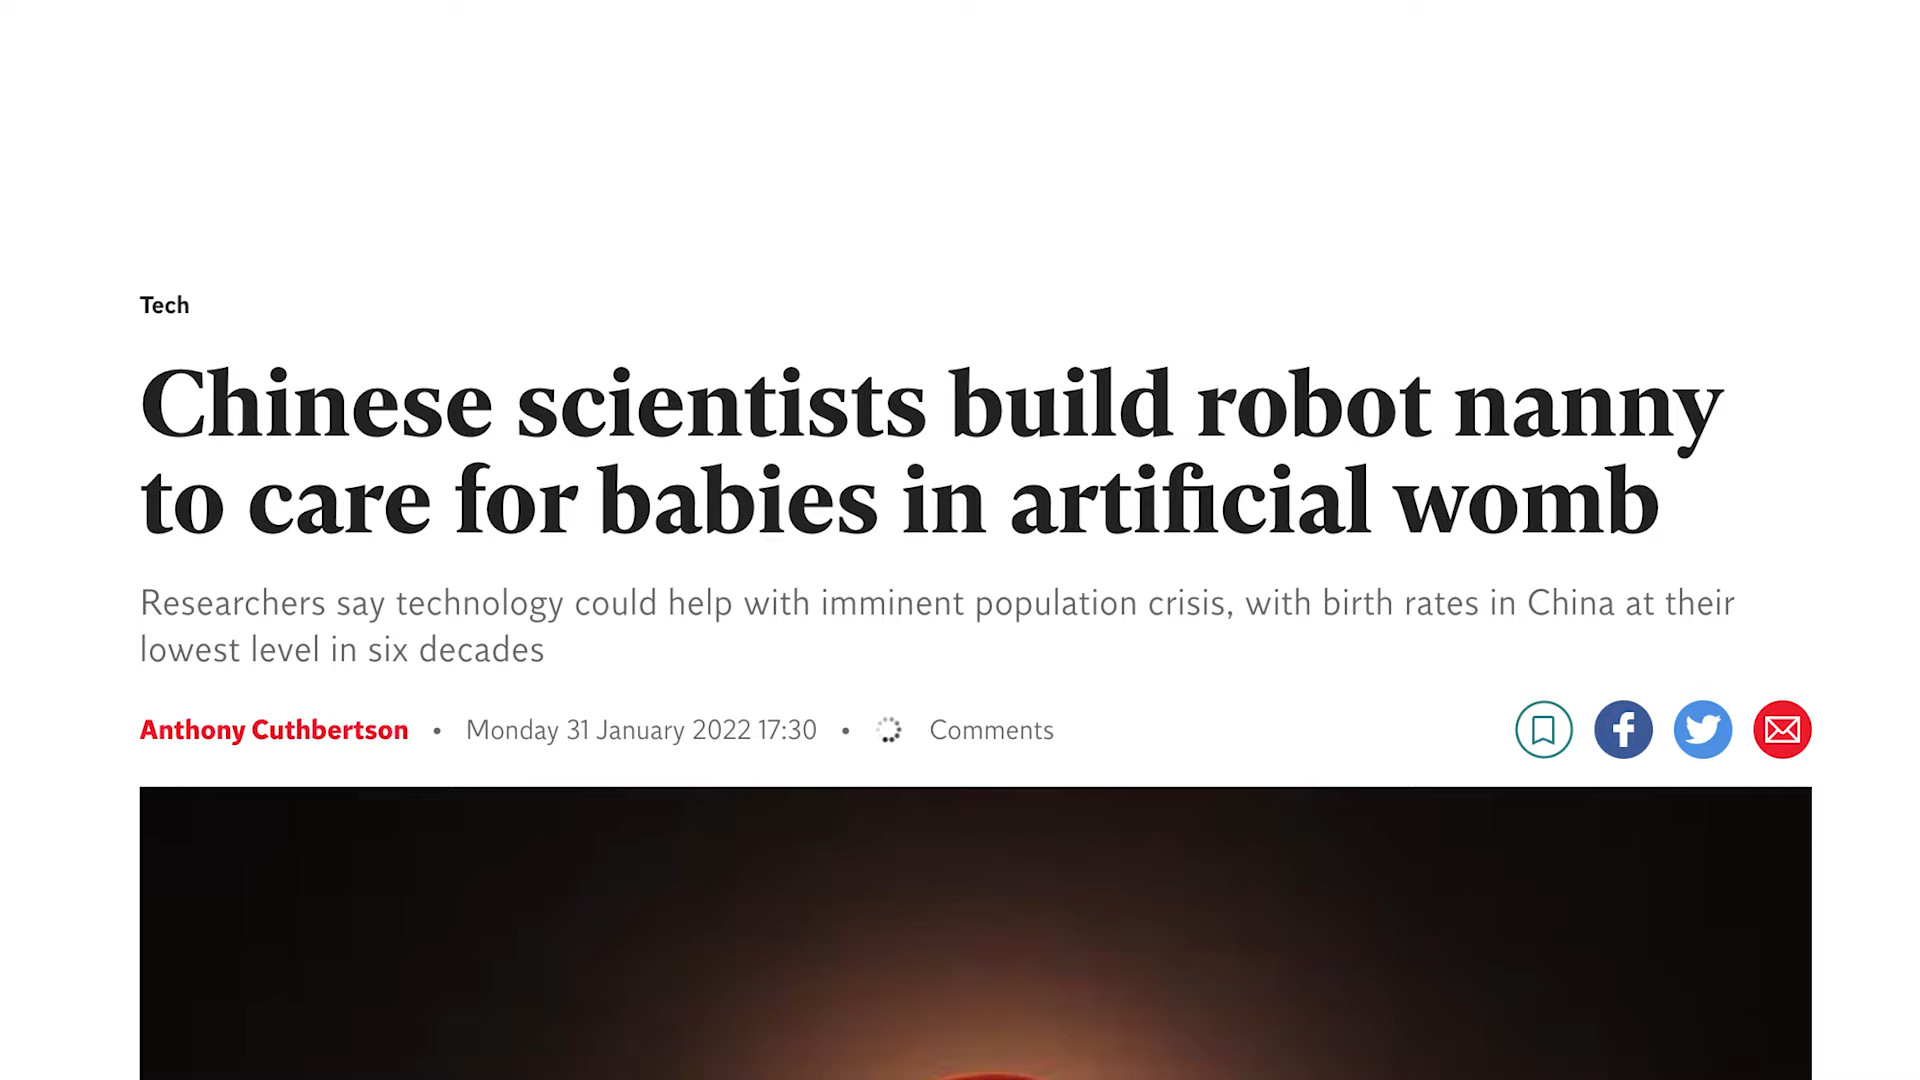 Tech
Chinese scientists build robot nanny
to care for babies in artificial womb
Researchers say technology could help with imminent population crisis, with birth rates in China at their
lowest level in six decades
Anthony Cuthbertson • Monday 31 January 2022 17:30 • Comments